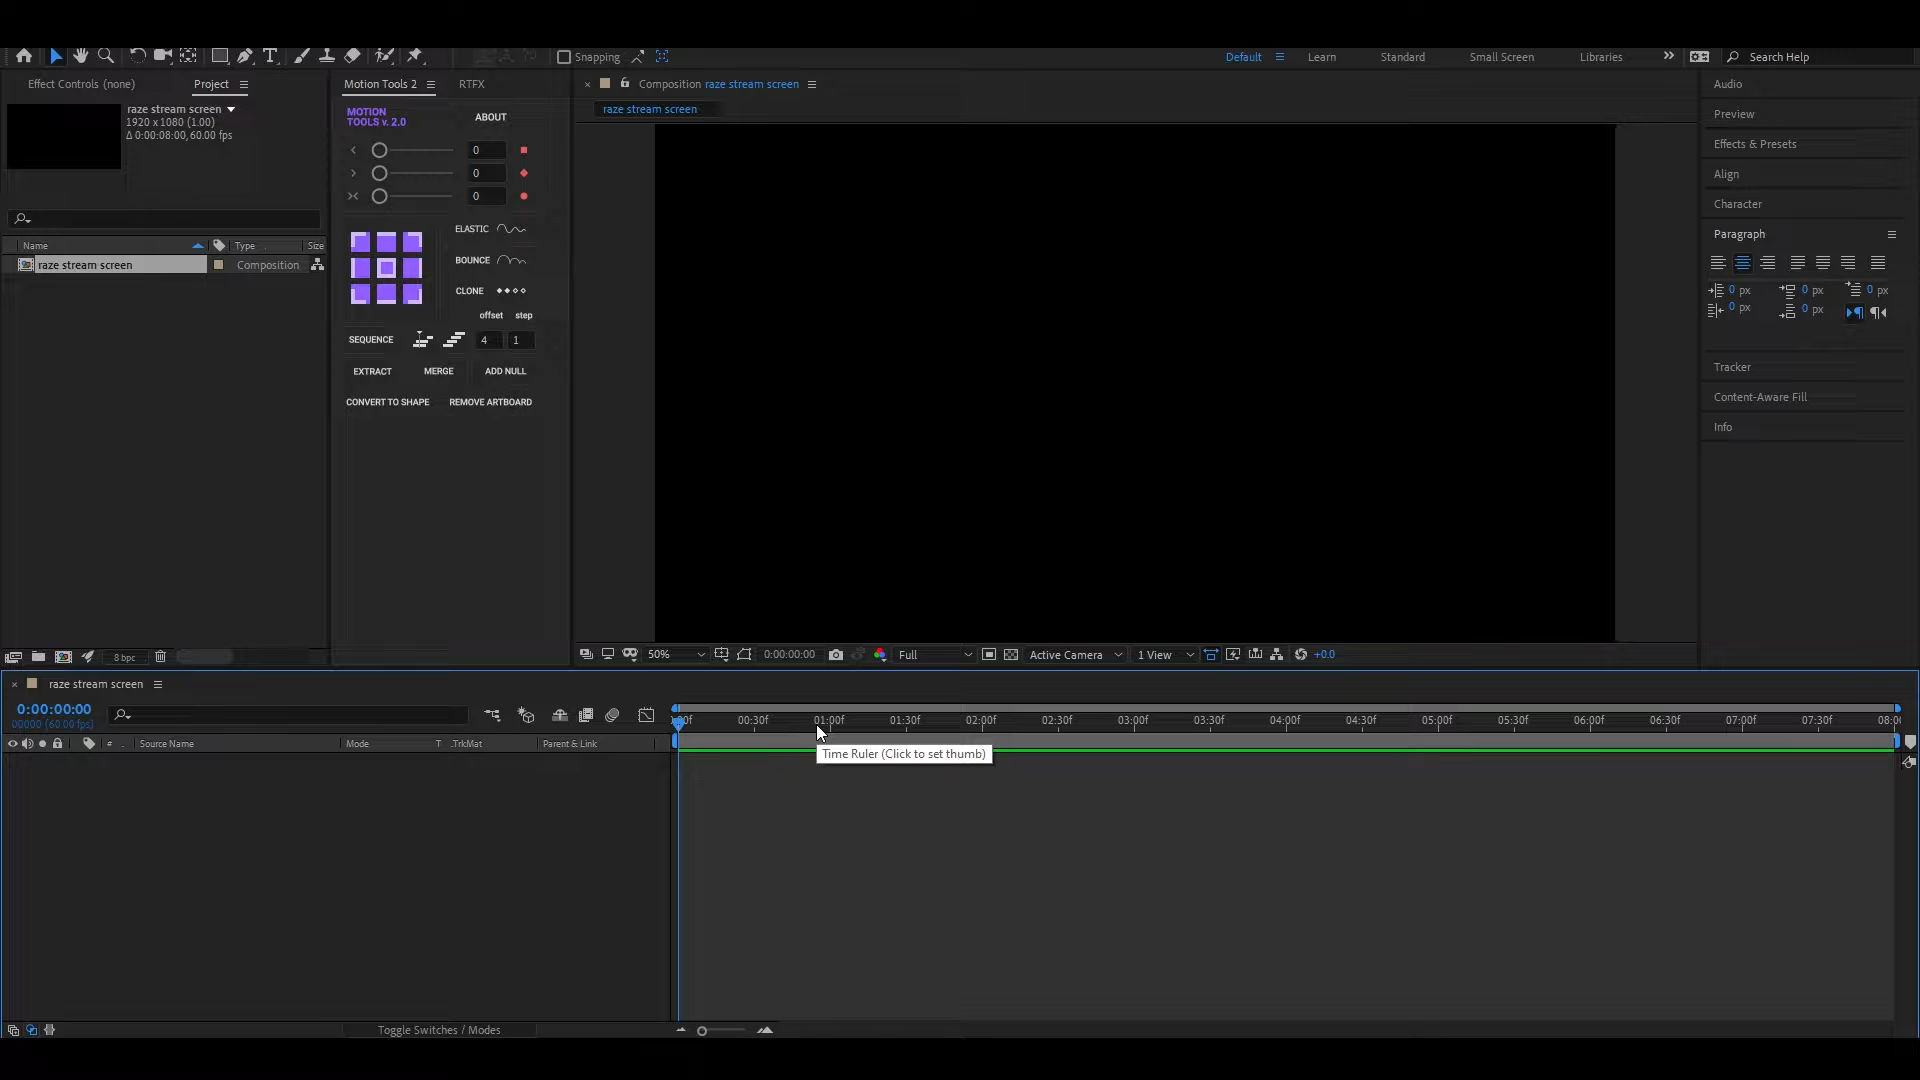 Snapping
Default
Learn
Standard
Small Screen
Libraries
Search Help
Effect Controls (none)
Project
Motion Tools 2
RTFX
Composition raze stream screen
Audio
raze stream screen
1920 x 1080 (1.00)
Δ 0:00:08:00, 60.00 fps
MOTION
TOOLS v. 2.0
ABOUT
raze stream screen
Preview
Effects & Presets
Align
Character
Paragraph
0
0
0
ELASTIC
BOUNCE
CLONE
offset step
SEQUENCE
4
1
EXTRACT
MERGE
ADD NULL
CONVERT TO SHAPE
REMOVE ARTBOARD
Name
Type
Size
raze stream screen
Composition
0 px
0 px
0 px
0 px
0 px
Tracker
Content-Aware Fill
Info
8 bpc
50%
0:00:00:00
Full
Active Camera
1 View
+0.0
raze stream screen
0:00:00:00
00000 (60.00 fps)
00:30f
01:00f
01:30f
02:00f
02:30f
03:00f
03:30f
04:00f
04:30f
05:00f
05:30f
06:00f
06:30f
07:00f
07:30f
#
Source Name
Mode
T .TrkMat
Parent & Link
Time Ruler (Click to set thumb)
Toggle Switches / Modes